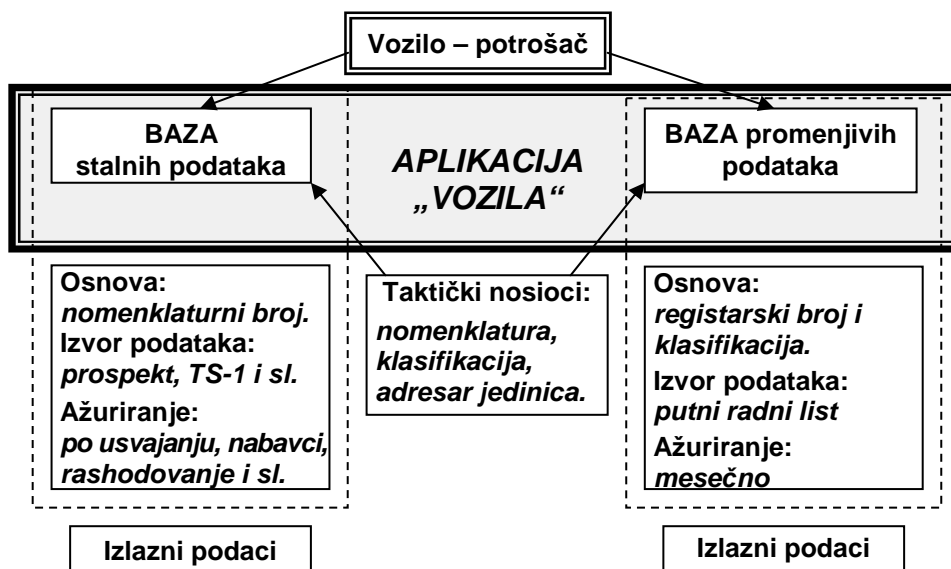 Vozilo – potrošač
BAZA
stalnih podataka
APLIKACIJA
„VOZILA“
BAZA promenjivih
podataka
Osnova:
nomenklaturni broj.
Izvor podataka:
prospekt, TS-1 i sl.
Ažuriranje:
po usvajanju, nabavci,
rashodovanje i sl.
Taktički nosioci:
nomenklatura,
klasifikacija,
adresar jedinica.
Osnova:
registarski broj i
klasifikacija.
Izvor podataka:
putni radni list
Ažuriranje:
mesečno
Izlazni podaci
Izlazni podaci